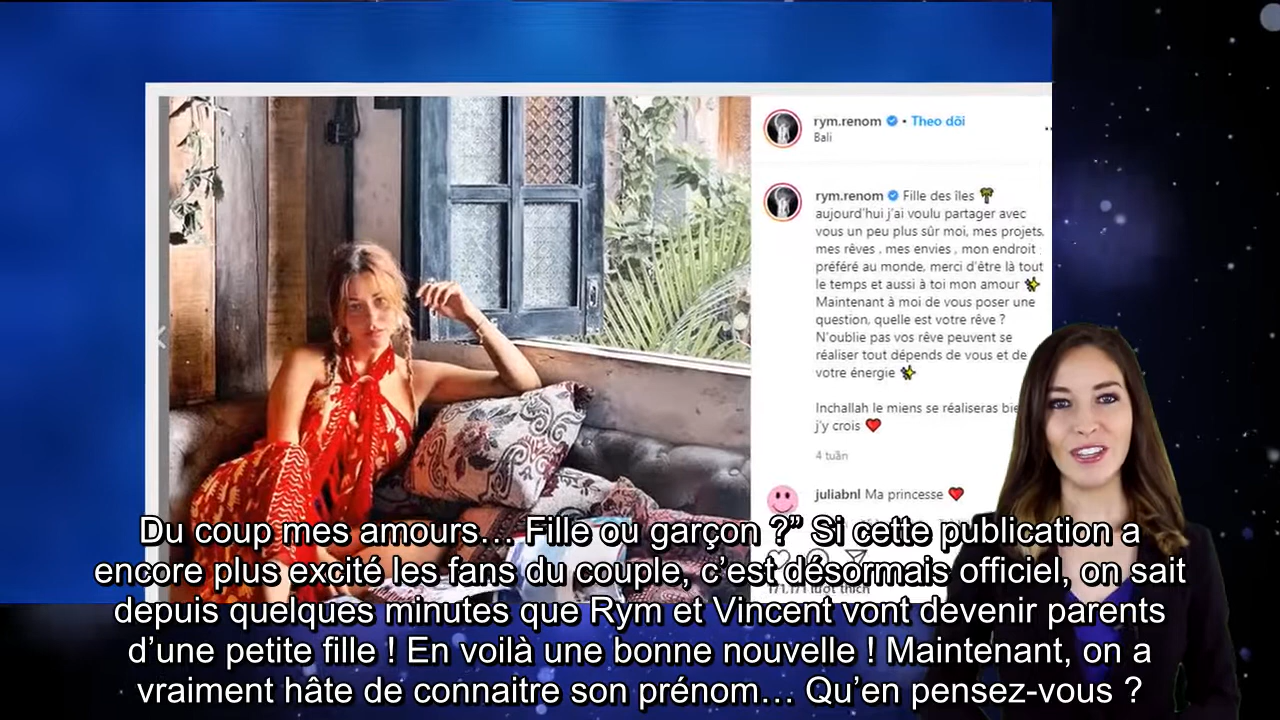 rym.renom • Theo dõi
Bali
rym.renom Fille des îles
aujourd'hui j'ai voulu partager avec
vous un peu plus sûr moi, mes projets,
mes rêves , mes envies , mon endroit
préféré au monde, merci d'être là tout
le temps et aussi à toi mon amour
Maintenant à moi de vous poser une
question, quelle est votre rêve ?
N'oublie pas vos rêve peuvent se
réaliser tout dépends de vous et de
votre énergie
Inchallah le miens se réaliseras
j'y crois
4 tuần
juliabnl Ma princesse
Du coup mes amours… Fille ou garçon ?” Si cette publication a
encore plus excité les fans du couple, c’est désormais officiel, on sait
depuis quelques minutes que Rym et Vincent vont devenir parents
d’une petite fille ! En voilà une bonne nouvelle ! Maintenant, on a
vraiment hâte de connaitre son prénom… Qu’en pensez-vous ?